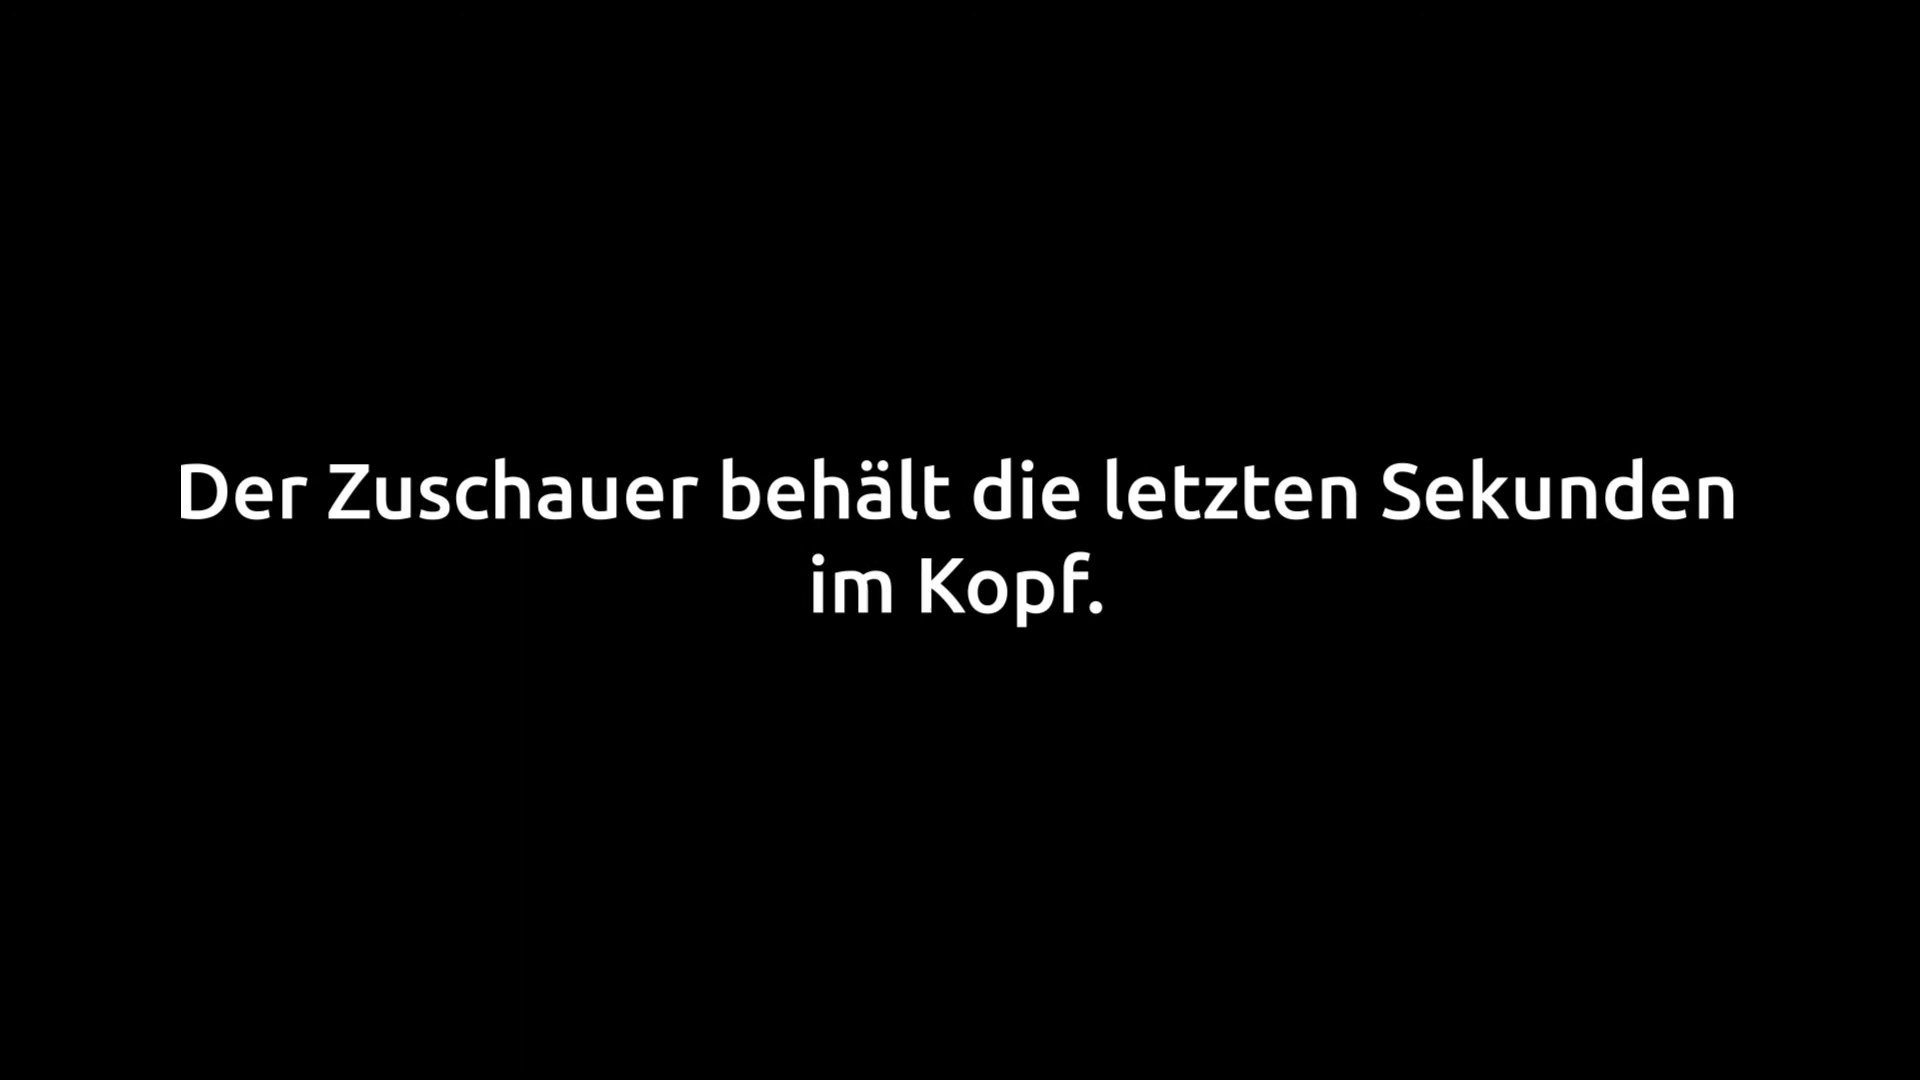 Der Zuschauer behält die letzten Sekunden
im Kopf.